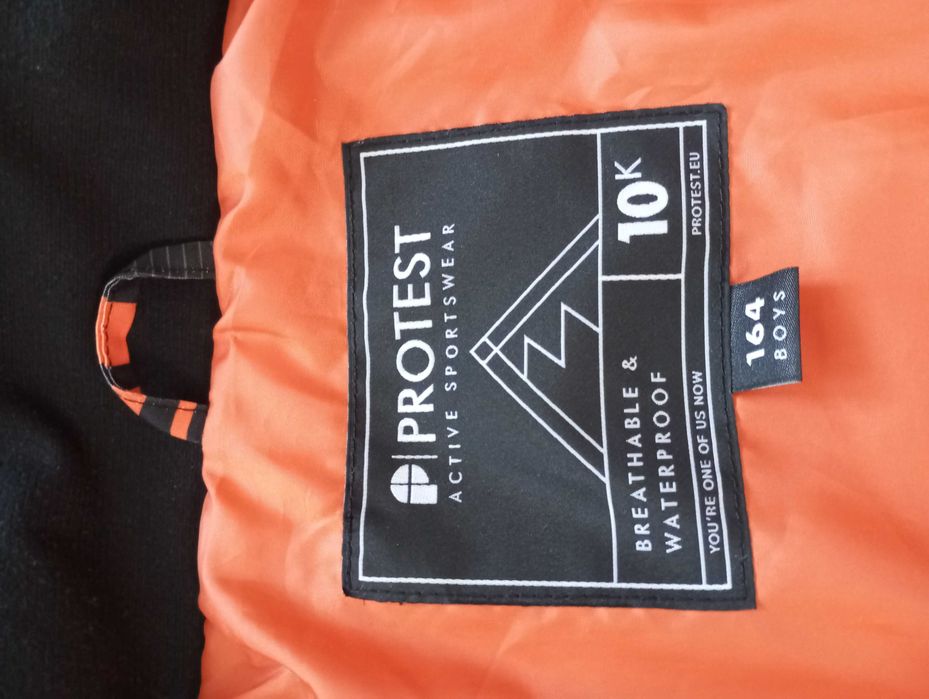 PROTEST
ACTIVE SPORTSWEAR
BREATHABLE &
WATERPROOF
10K
YOU'RE ONE OF US NOW
PROTEST.EU
164
BOYS